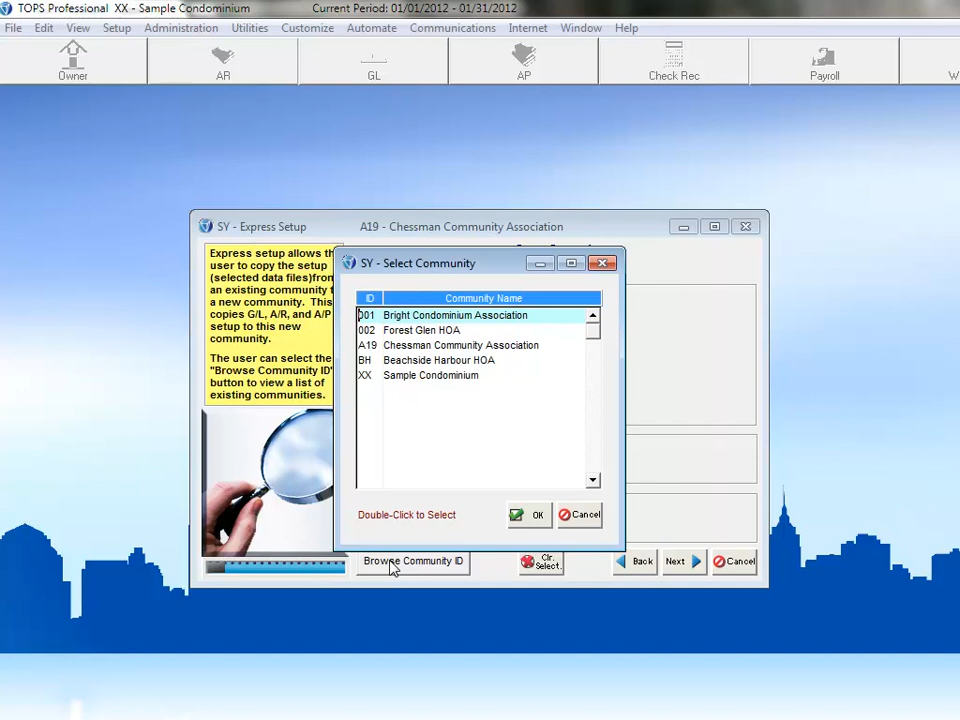 TOPS Professional XX - Sample Condominium Current Period: 01/01/2012 - 01/31/2012
File Edit View Setup Administration Utilities Customize Automate Communications Internet Window Help
Owner AR GL AP Check Rec Payroll W
SY - Express Setup A19 - Chessman Community Association
Express setup allows th
user to copy the setup
(selected data files)from
an existing community t
a new community. This
copies G/L, A/R, and A/P
setup to this new
community.
The user can select the
"Browse Community ID"
button to view a list of
existing communities.
SY - Select Community
ID Community Name
001 Bright Condominium Association
002 Forest Glen HOA
A19 Chessman Community Association
BH Beachside Harbour HOA
XX Sample Condominium
Double-Click to Select OK Cancel
Browse Community ID Clr. Select. Back Next Cancel